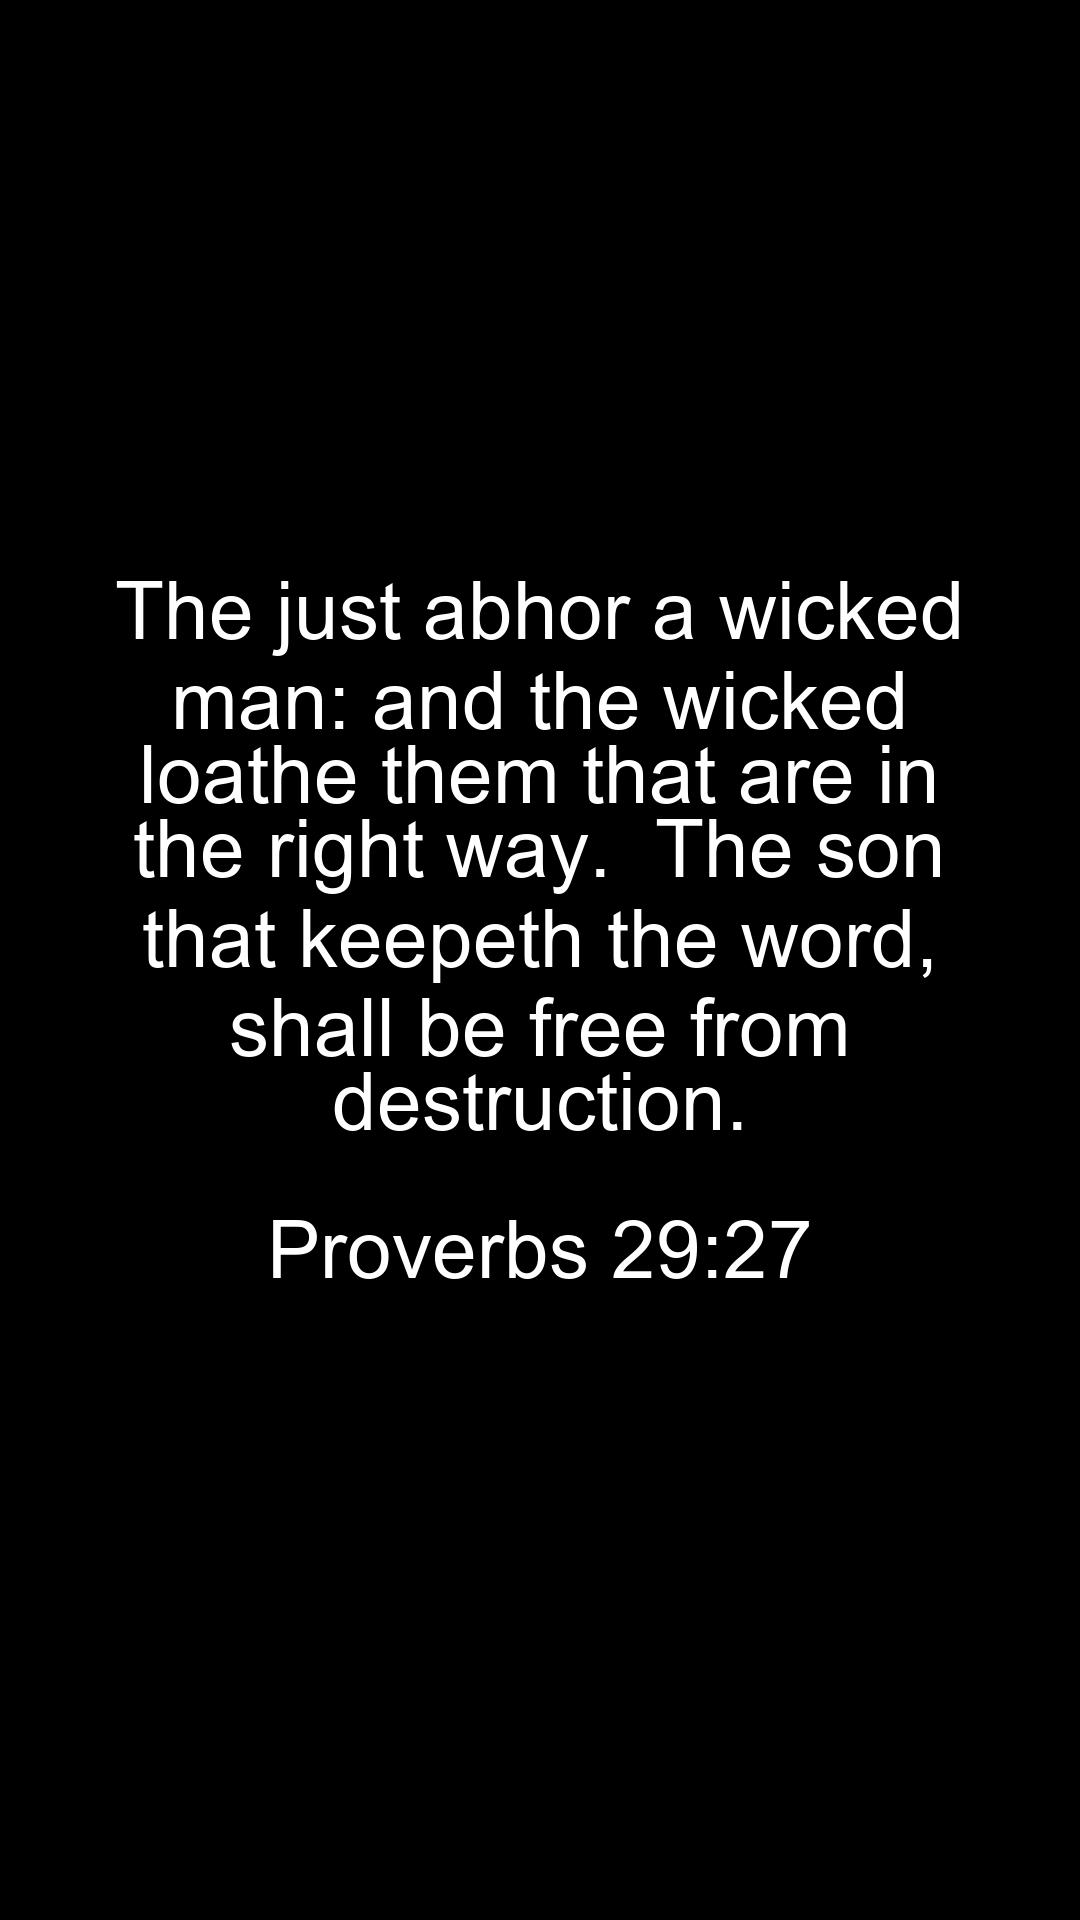 The just abhor a wicked
man: and the wicked
loathe them that are in
the right way.  The son
that keepeth the word,
shall be free from
destruction.
Proverbs 29:27